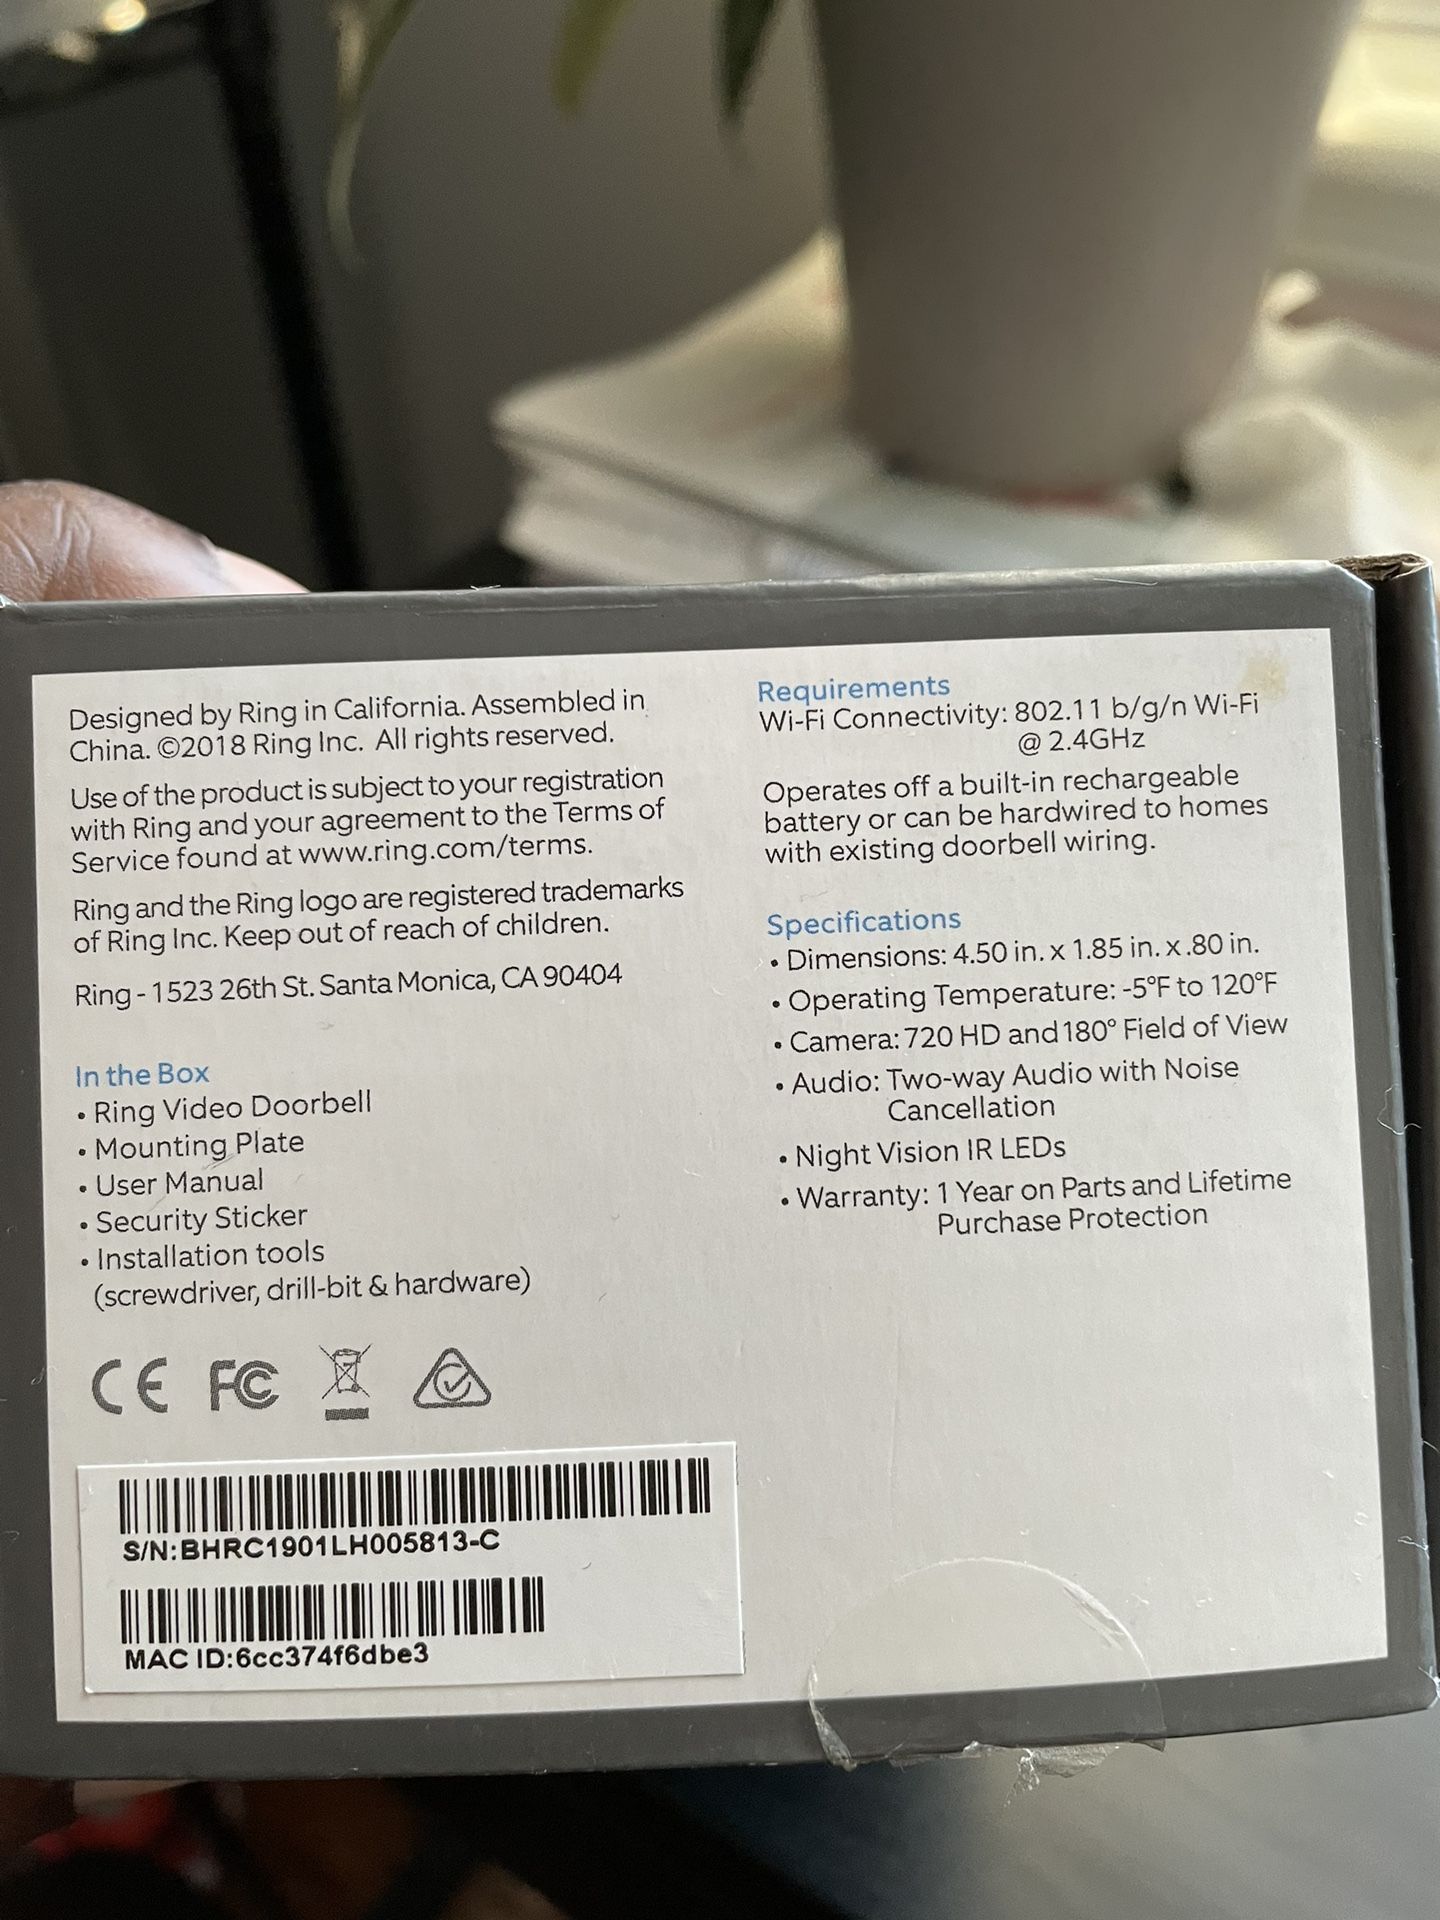 Designed by Ring in California. Assembled in
China. ©2018 Ring Inc. All rights reserved.
Use of the product is subject to your registration
with Ring and your agreement to the Terms of
Service found at www.ring.com/terms.
Ring and the Ring logo are registered trademarks
of Ring Inc. Keep out of reach of children.
Ring - 1523 26th St. Santa Monica, CA 90404
In the Box
• Ring Video Doorbell
• Mounting Plate
• User Manual
• Security Sticker
• Installation tools
(screwdriver, drill-bit & hardware)
CE FC
S/N:BHRC1901LH005813-C
MAC ID:6cc374f6dbe3
Requirements
Wi-Fi Connectivity: 802.11 b/g/n Wi-Fi
@ 2.4GHz
Operates off a built-in rechargeable
battery or can be hardwired to homes
with existing doorbell wiring.
Specifications
• Dimensions: 4.50 in. x 1.85 in. x .80 in.
• Operating Temperature: -5°F to 120°F
• Camera: 720 HD and 180° Field of View
• Audio: Two-way Audio with Noise
Cancellation
• Night Vision IR LEDs
• Warranty: 1 Year on Parts and Lifetime
Purchase Protection